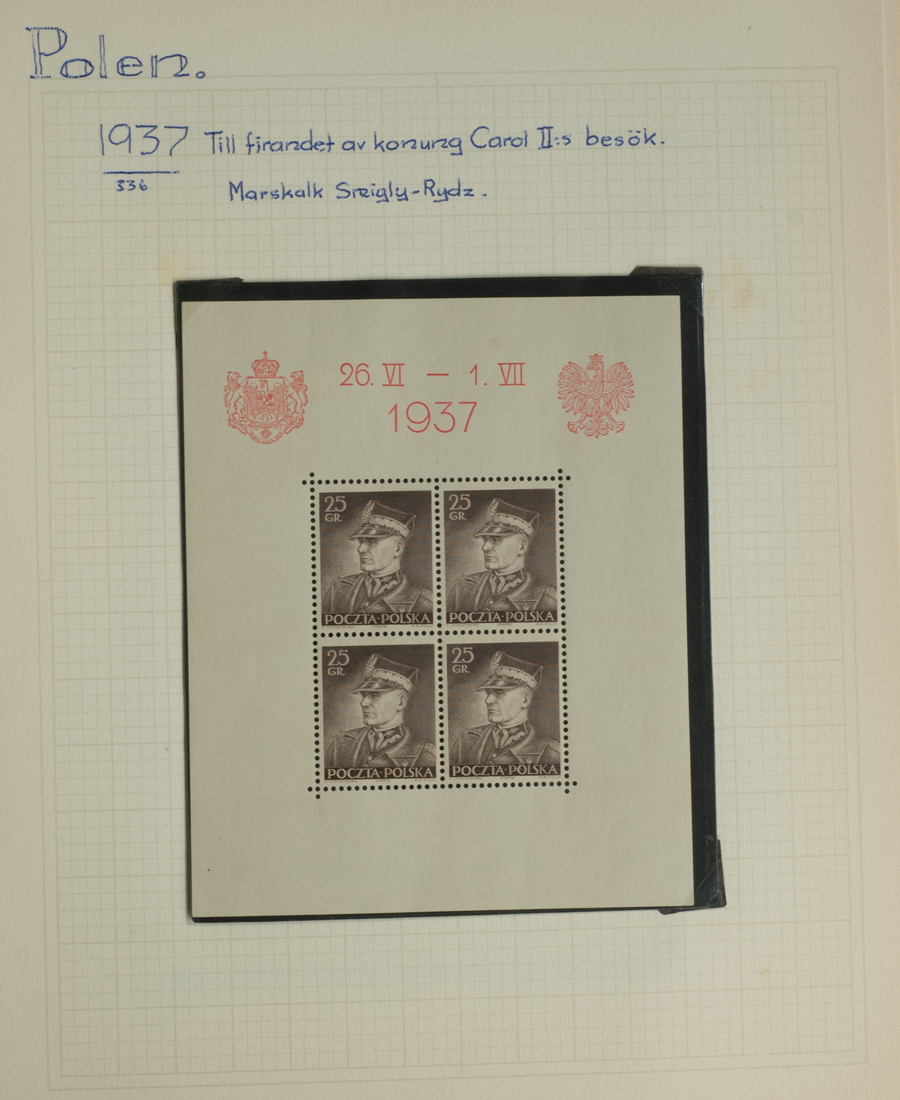 Polen.
1937 Till firandet av konung Carol II:s besök.
336
Marskalk Smigly-Rydz.
26. VI — 1. VII
1937
25 GR.
POCZTA·POLSKA
25 GR.
POCZTA·POLSKA
25 GR.
POCZTA·POLSKA
25 GR.
POCZTA·POLSKA